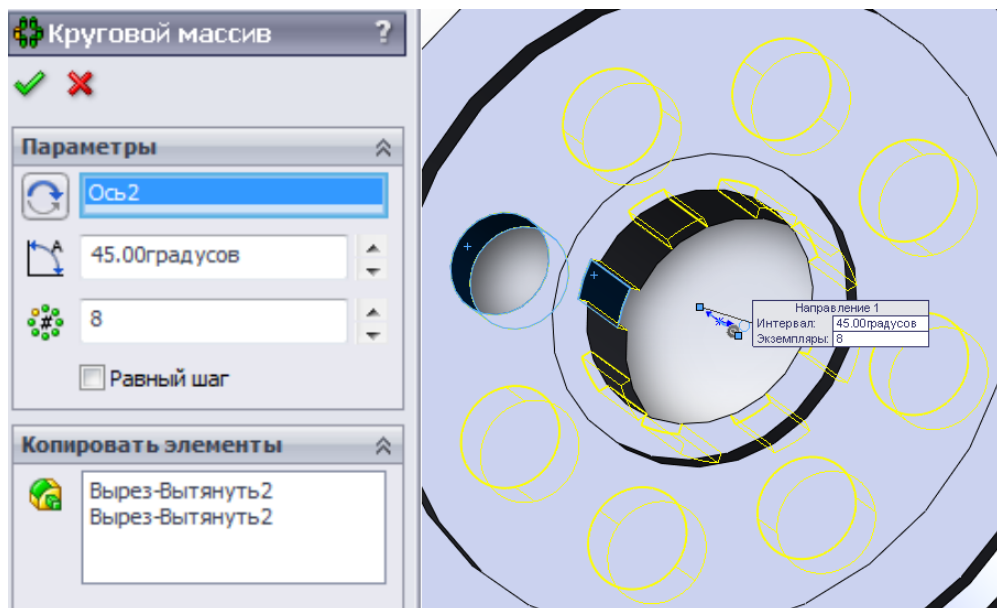 Круговой массив ?
Параметры
Ось2
45.00градусов
8
Равный шаг
Копировать элементы
Вырез-Вытянуть2
Вырез-Вытянуть2
Направление 1
Интервал: 45.00градусов
Экземпляры: 8